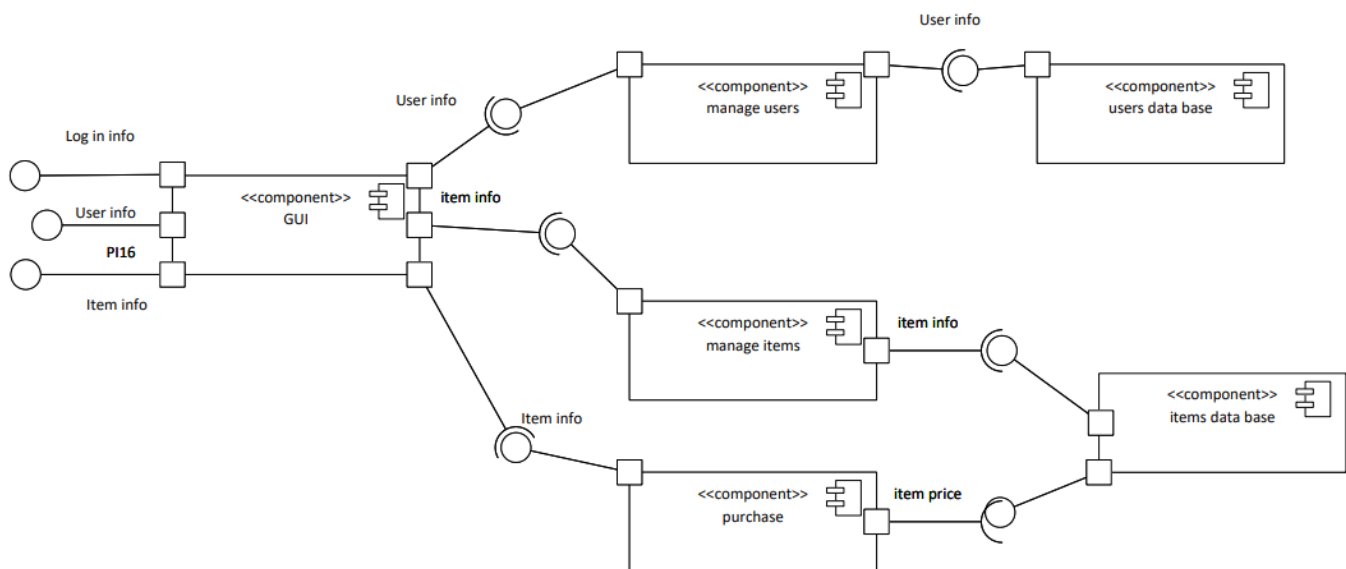 User info
<<component>>
manage users
<<component>>
users data base
User info
Log in info
<<component>>
GUI
item info
User info
PI16
Item info
<<component>>
manage items
item info
<<component>>
items data base
Item info
<<component>>
purchase
item price